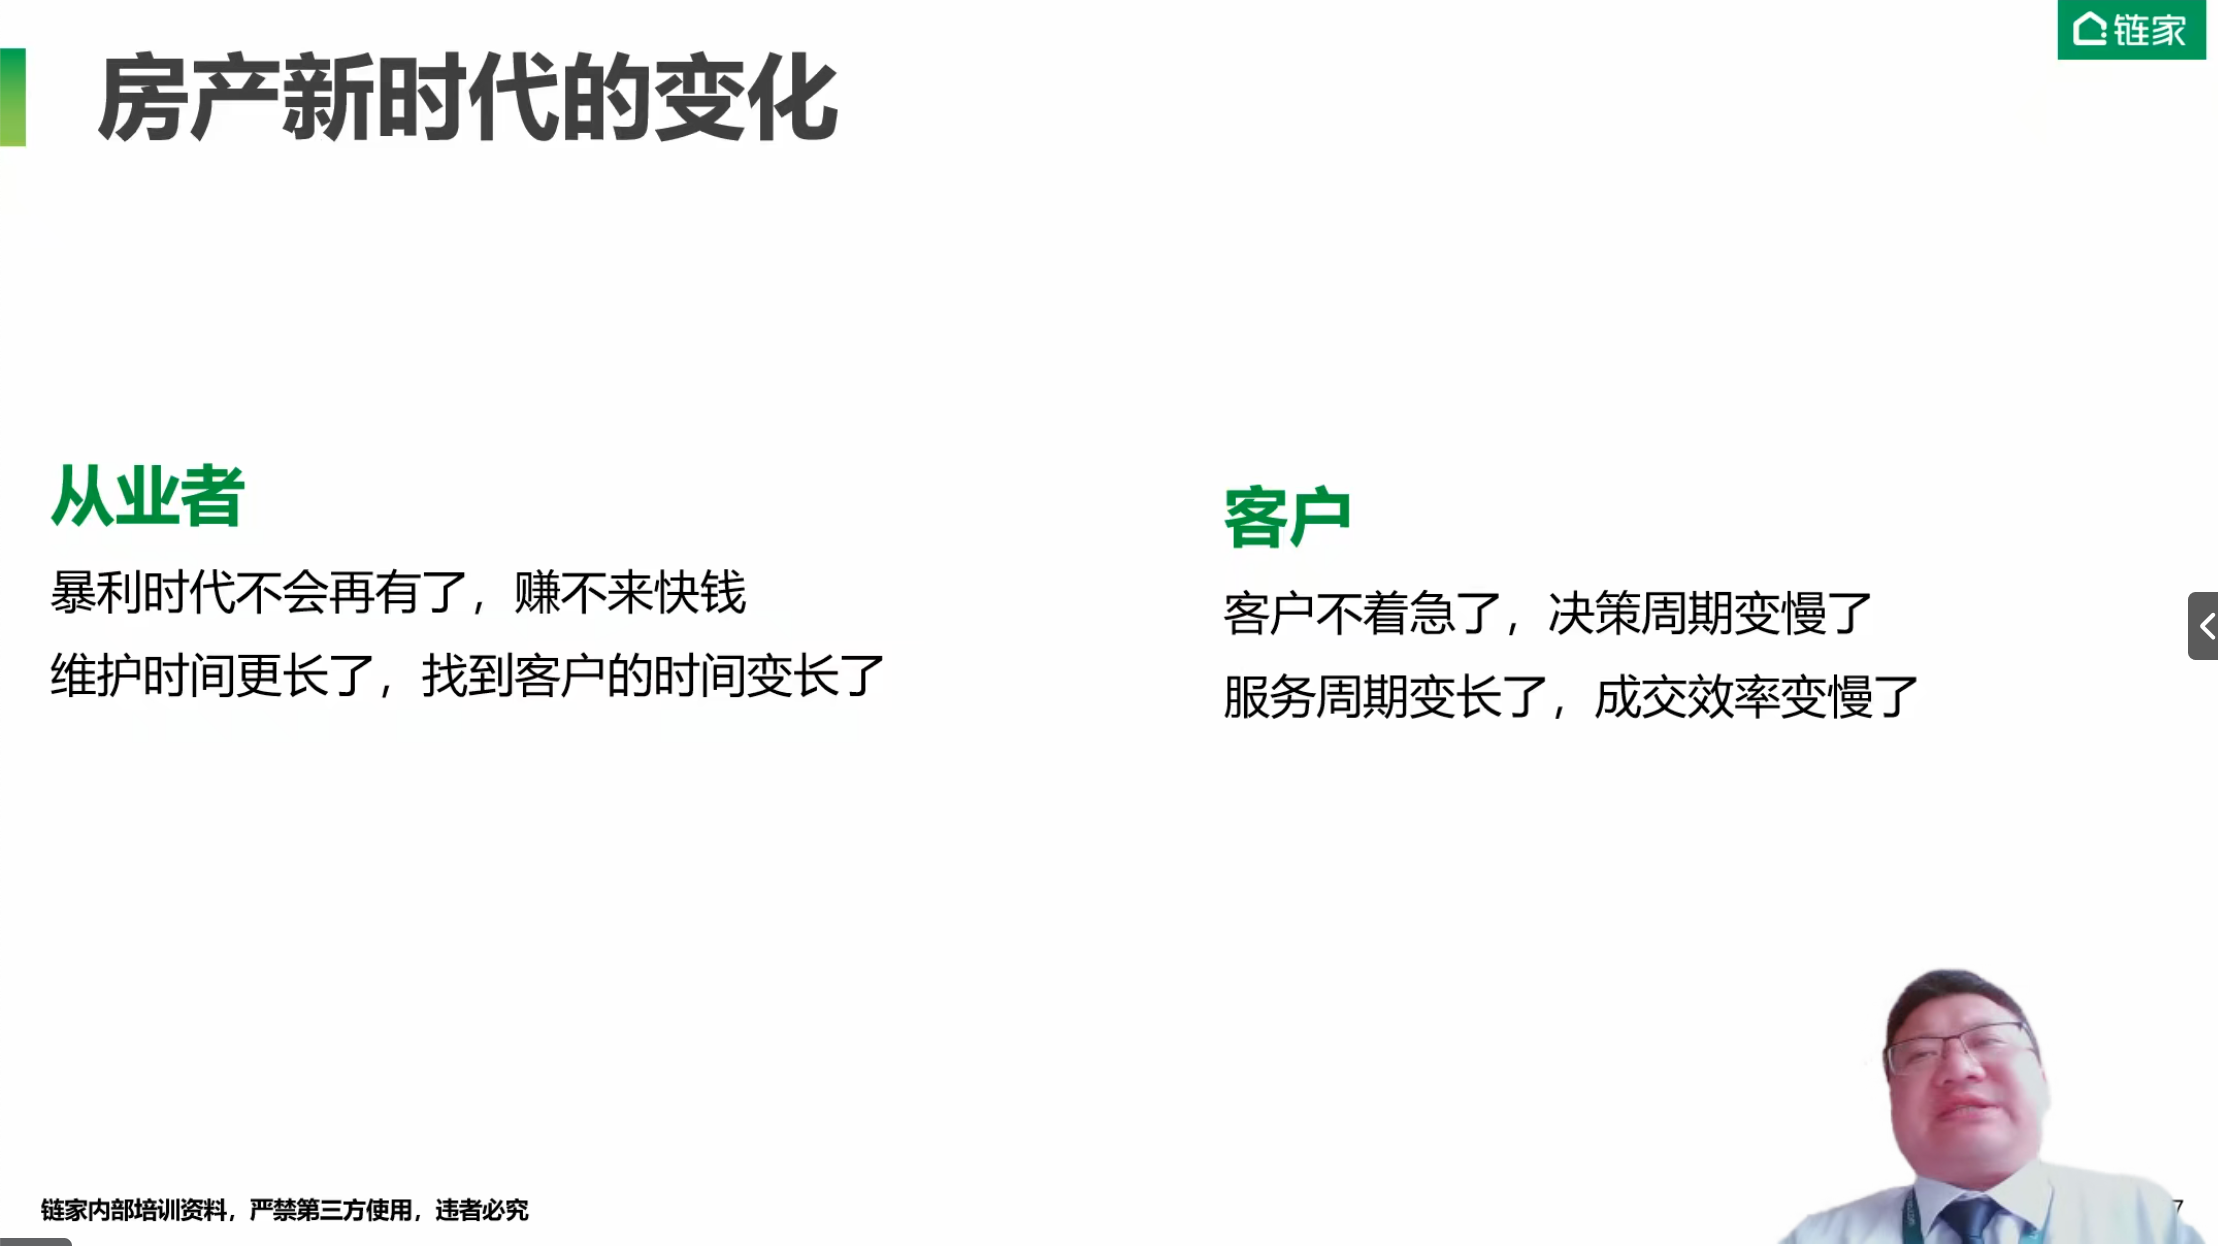 链家
房产新时代的变化
从业者
暴利时代不会再有了，赚不来快钱
维护时间更长了，找到客户的时间变长了
客户
客户不着急了，决策周期变慢了
服务周期变长了，成交效率变慢了
链家内部培训资料，严禁第三方使用，违者必究
7